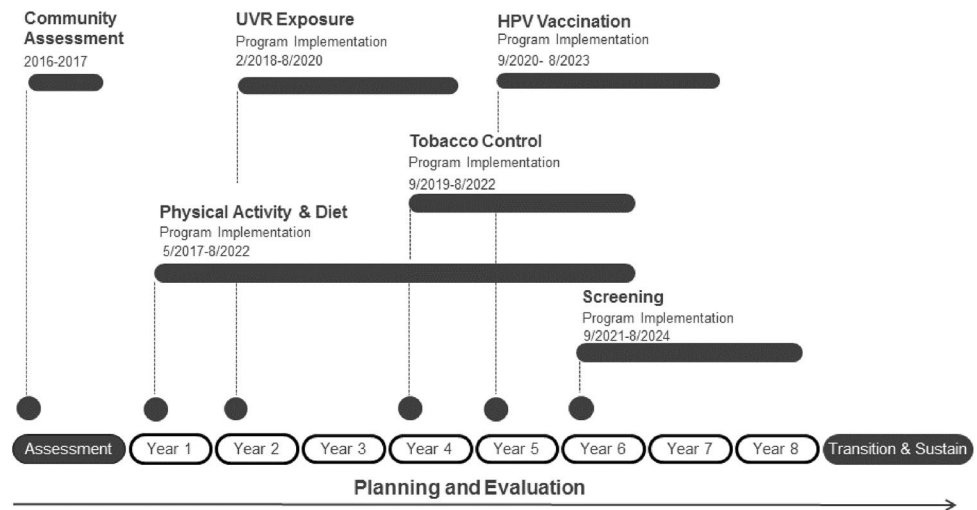 Community
Assessment
2016-2017
UVR Exposure
Program Implementation
2/2018-8/2020
HPV Vaccination
Program Implementation
9/2020- 8/2023
Tobacco Control
Program Implementation
9/2019-8/2022
Physical Activity & Diet
Program Implementation
5/2017-8/2022
Screening
Program Implementation
9/2021-8/2024
Assessment
Year 1
Year 2
Year 3
Year 4
Year 5
Year 6
Year 7
Year 8
Transition & Sustain
Planning and Evaluation